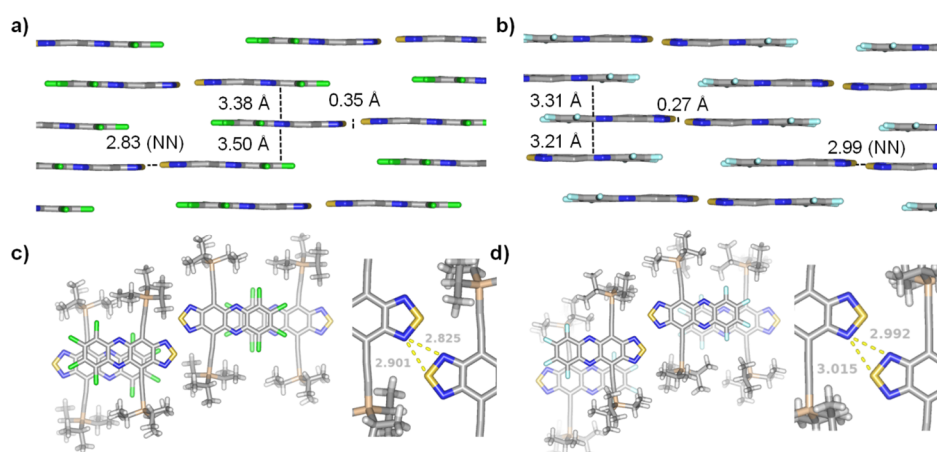 a)
3.38 Å
0.35 Å
2.83 (NN)
3.50 Å
b)
3.31 Å
0.27 Å
3.21 Å
2.99 (NN)
c)
2.825
2.901
d)
2.992
3.015